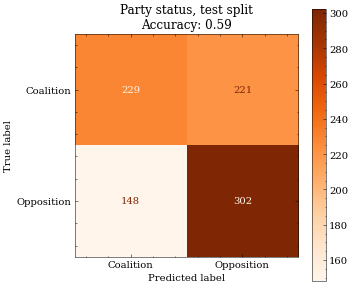 Party status, test split
Accuracy: 0.59
True label
Coalition
229
221
Opposition
148
302
Coalition
Opposition
Predicted label
300
280
260
240
220
200
180
160